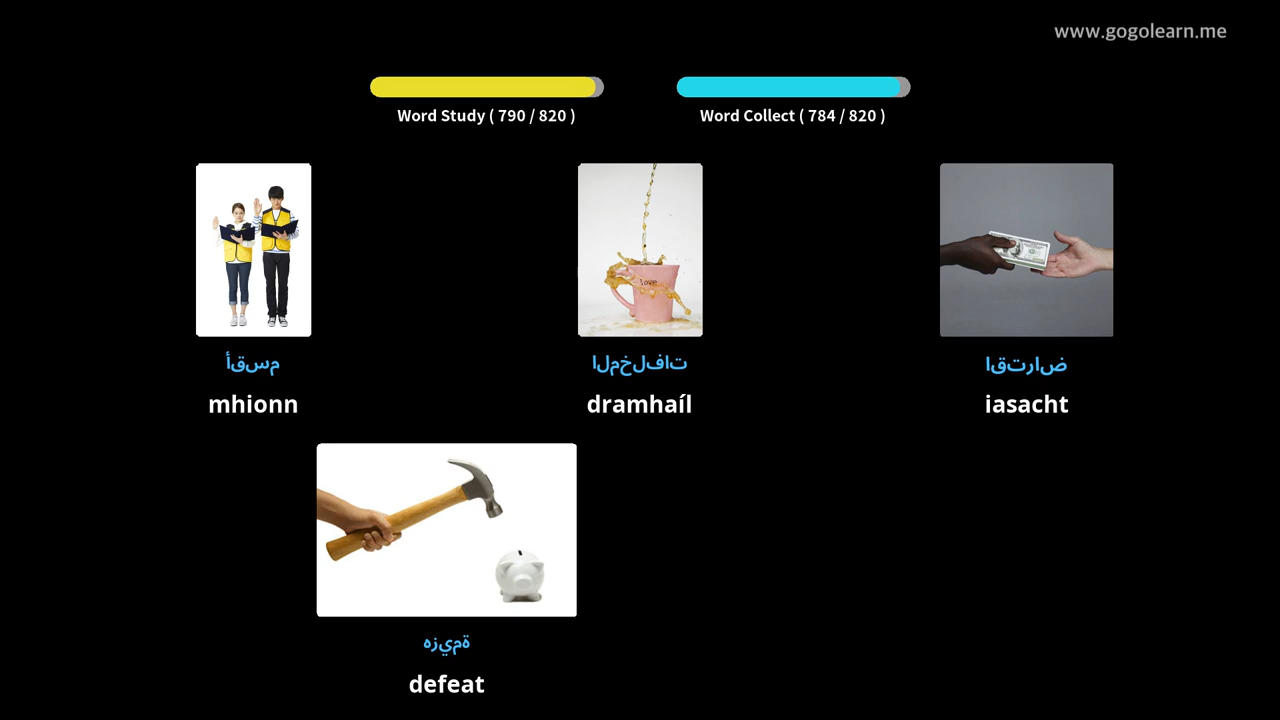 www.gogolearn.me
Word Study ( 790 / 820 )
Word Collect ( 784 / 820 )
أقسم
mhionn
المخلفات
dramhaíl
اقتراض
iasacht
هزيمة
defeat
love